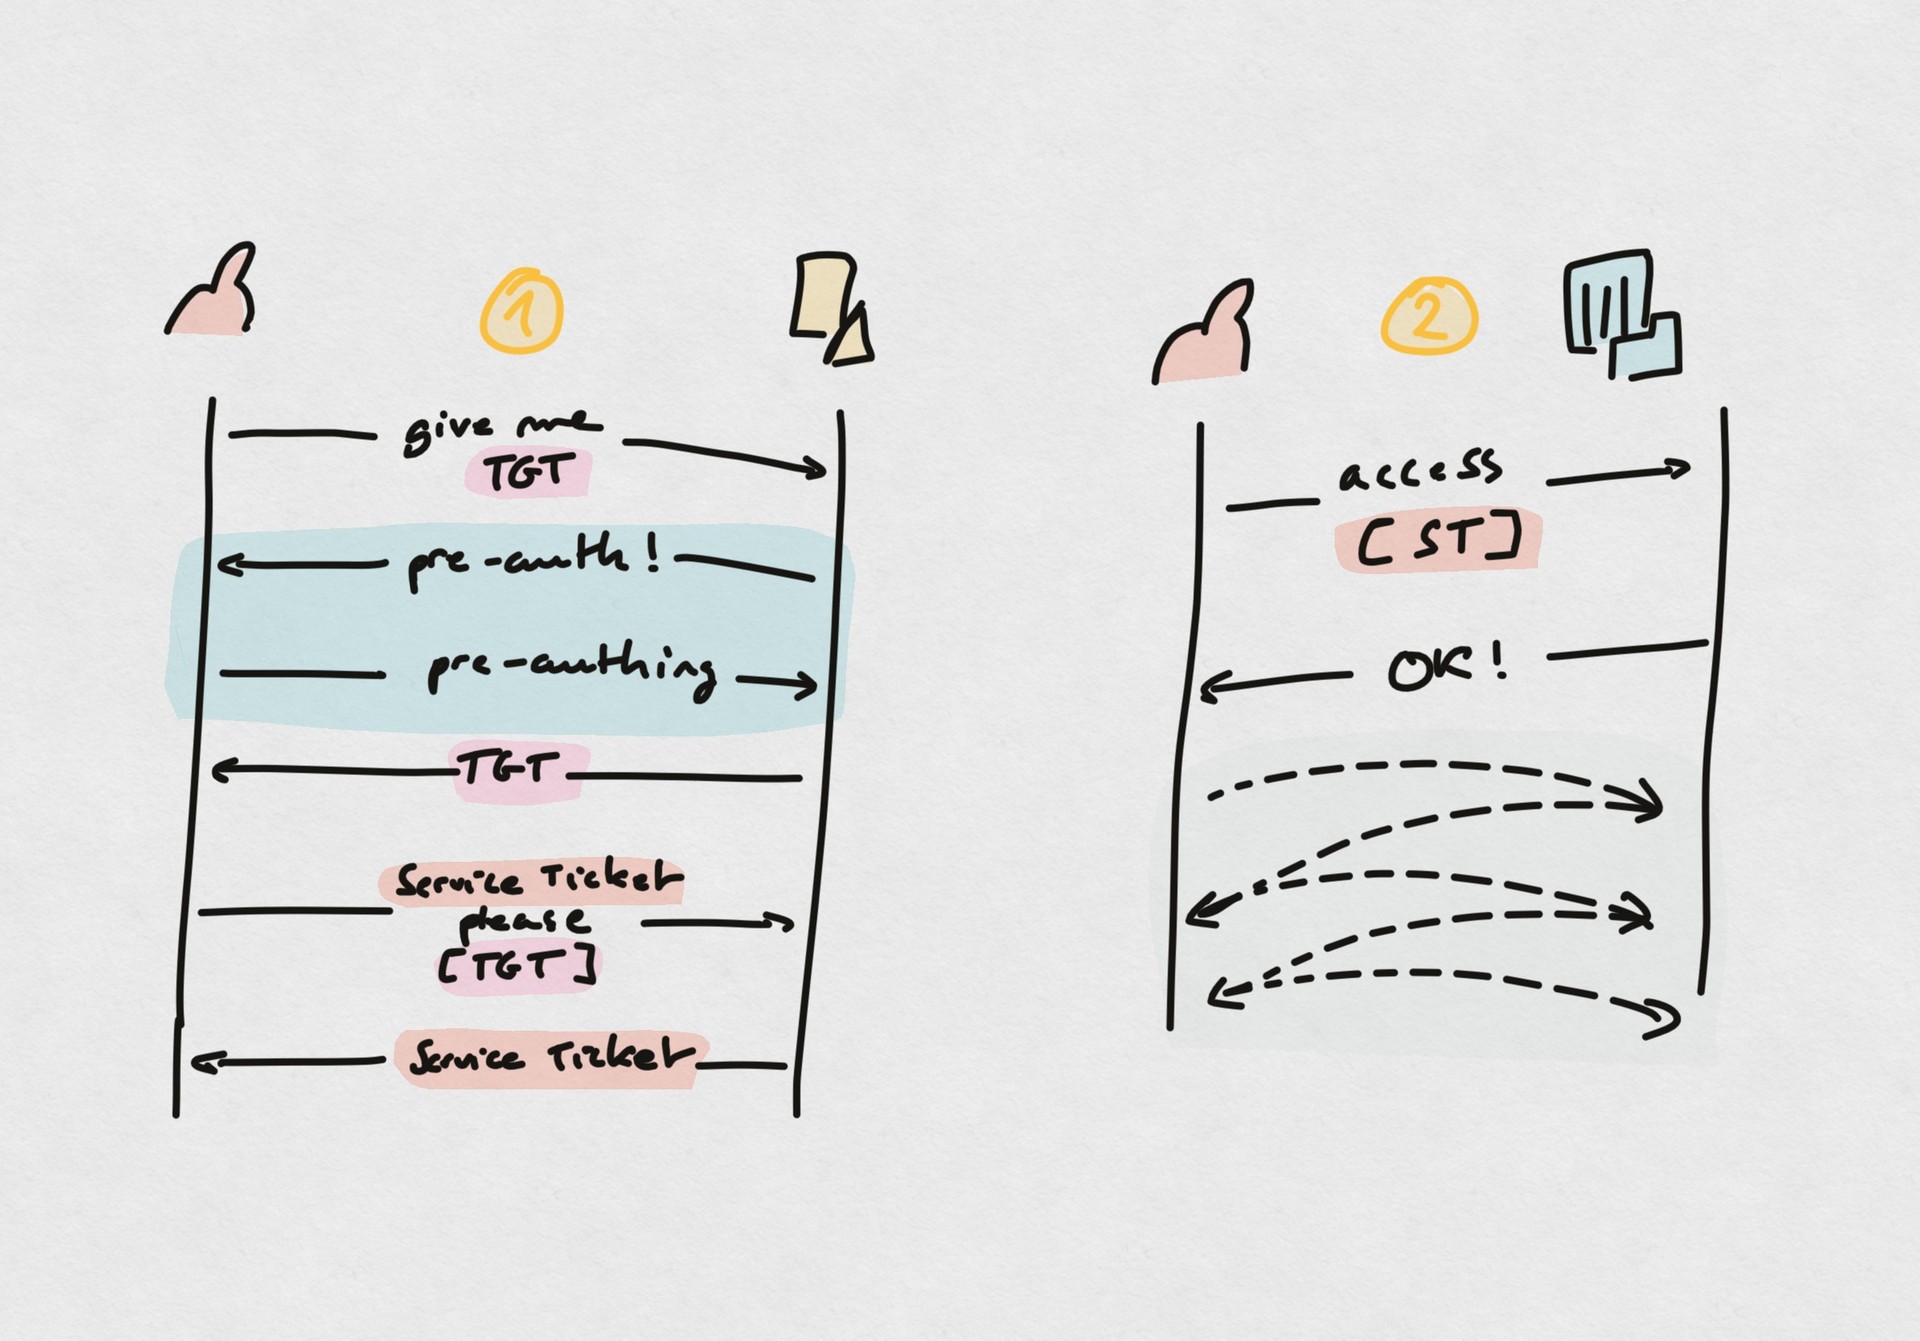 1
give me
TGT
pre-auth!
pre-authing
TGT
Service Ticket
please
[TGT]
Service Ticket
2
access
[ST]
OK!